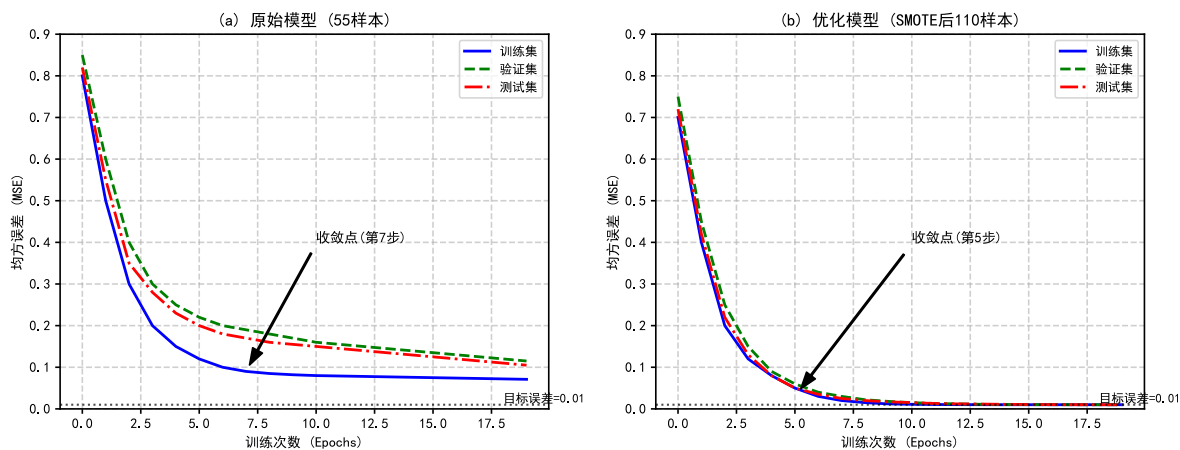 (a) 原始模型 (55样本)
0.9
0.8
0.7
0.6
0.5
0.4
0.3
0.2
0.1
0.0
均方误差 (MSE)
训练集
验证集
测试集
收敛点(第7步)
目标误差=0.01
0.0 2.5 5.0 7.5 10.0 12.5 15.0 17.5
训练次数 (Epochs)
(b) 优化模型 (SMOTE后110样本)
0.9
0.8
0.7
0.6
0.5
0.4
0.3
0.2
0.1
0.0
均方误差 (MSE)
训练集
验证集
测试集
收敛点(第5步)
目标误差=0.01
0.0 2.5 5.0 7.5 10.0 12.5 15.0 17.5
训练次数 (Epochs)